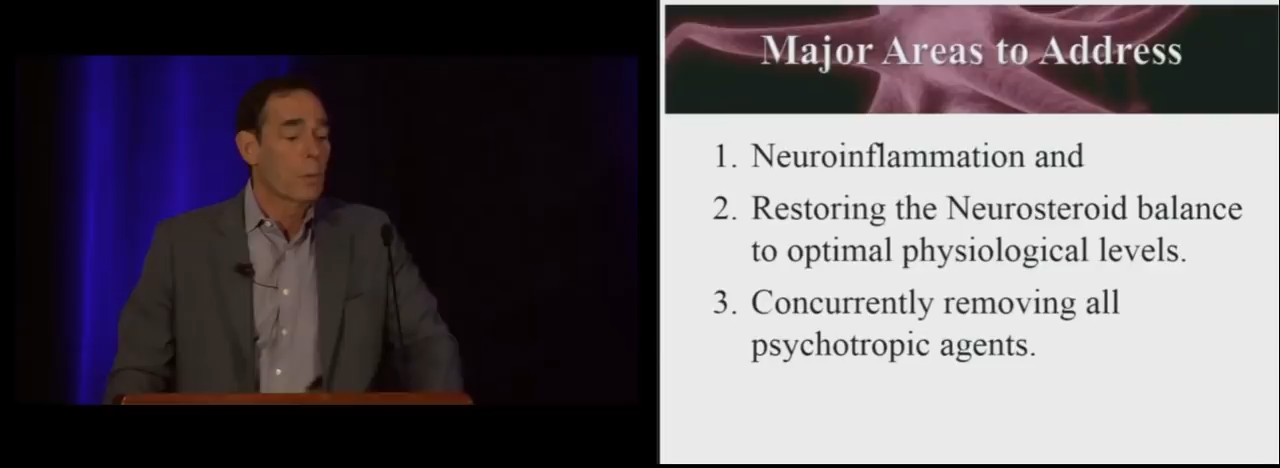 Major Areas to Address
1. Neuroinflammation and
2. Restoring the Neurosteroid balance
to optimal physiological levels.
3. Concurrently removing all
psychotropic agents.